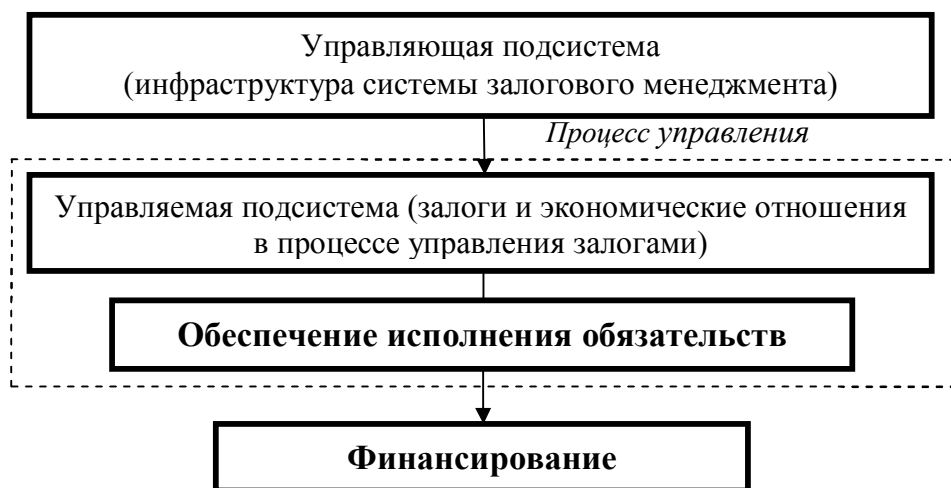 Управляющая подсистема
(инфраструктура системы залогового менеджмента)
Процесс управления
Управляемая подсистема (залоги и экономические отношения
в процессе управления залогами)
Обеспечение исполнения обязательств
Финансирование